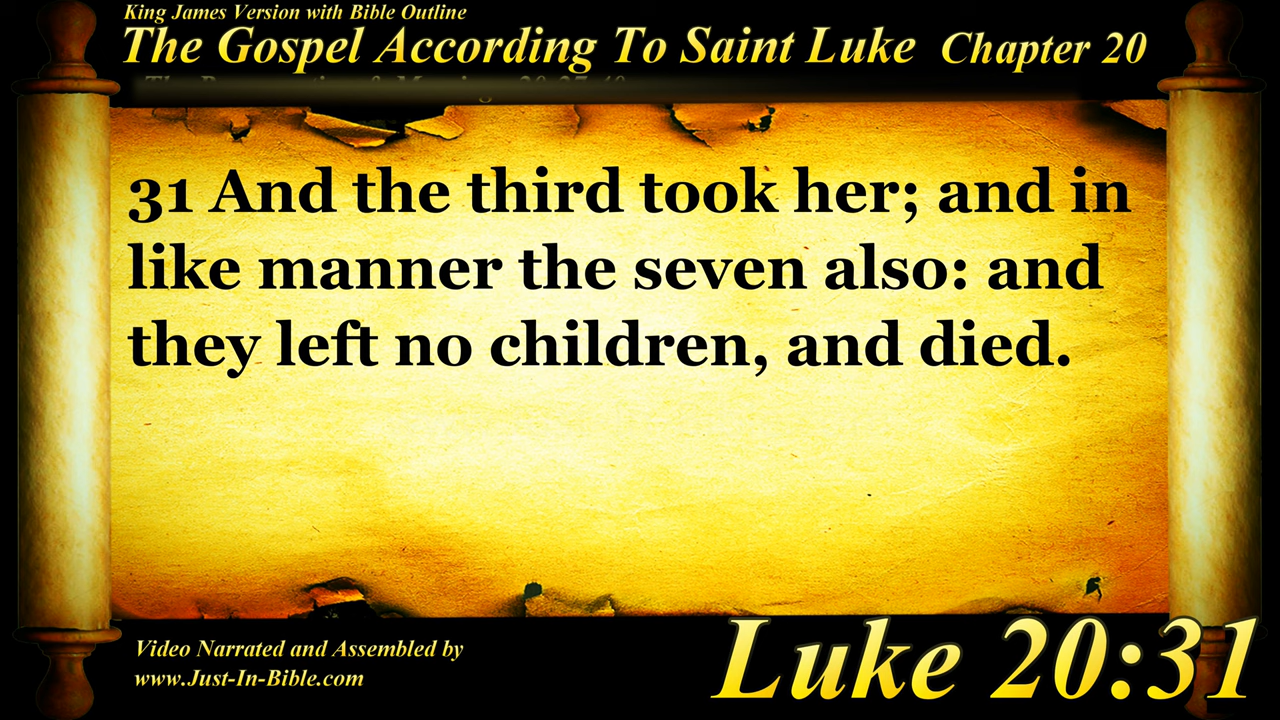 King James Version with Bible Outline
The Gospel According To Saint Luke Chapter 20
31 And the third took her; and in
like manner the seven also: and
they left no children, and died.
Video Narrated and Assembled by
www.Just-In-Bible.com
Luke 20:31